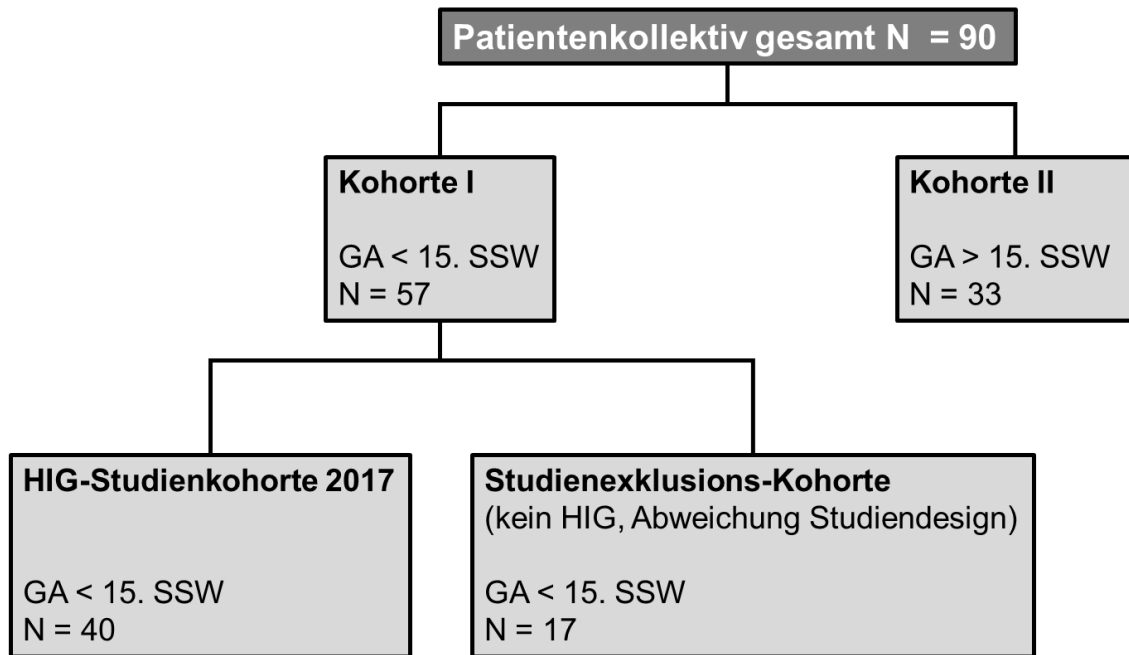 Patientenkollektiv gesamt N = 90
Kohorte I
GA < 15. SSW
N = 57
Kohorte II
GA > 15. SSW
N = 33
HIG-Studienkohorte 2017
GA < 15. SSW
N = 40
Studienexklusions-Kohorte
(kein HIG, Abweichung Studiendesign)
GA < 15. SSW
N = 17